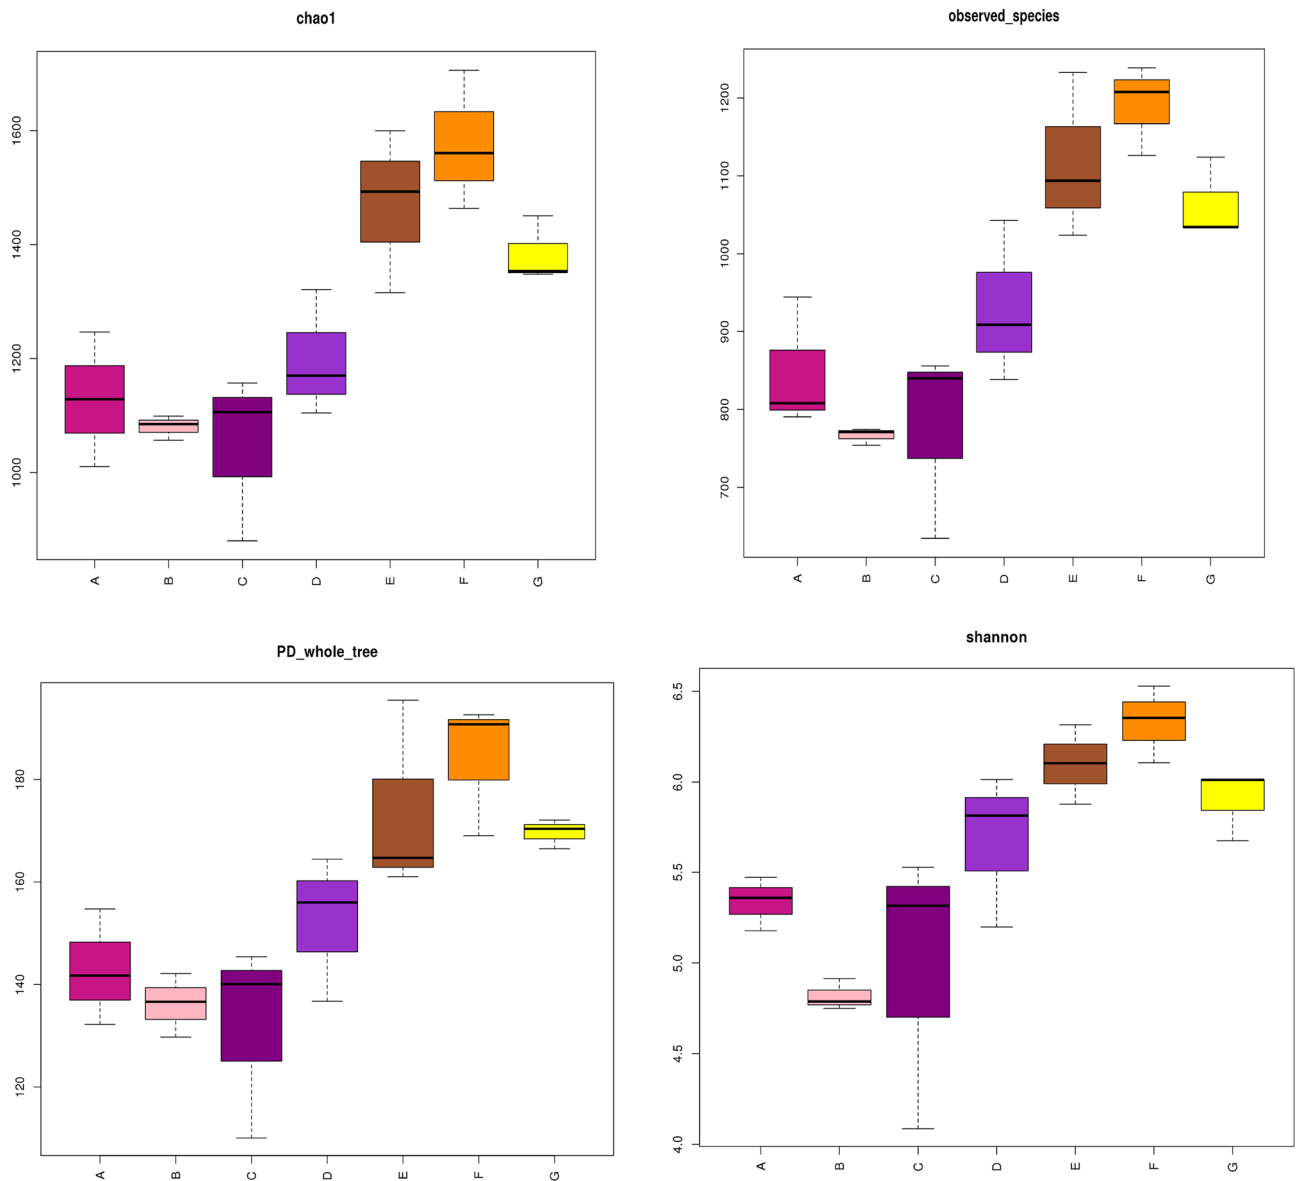 chao1
1600
1400
1200
1000
A B C D E F G
observed_species
1200
1100
1000
900
800
700
A B C D E F G
PD_whole_tree
180
160
140
120
A B C D E F G
shannon
6.5
6.0
5.5
5.0
4.5
4.0
A B C D E F G